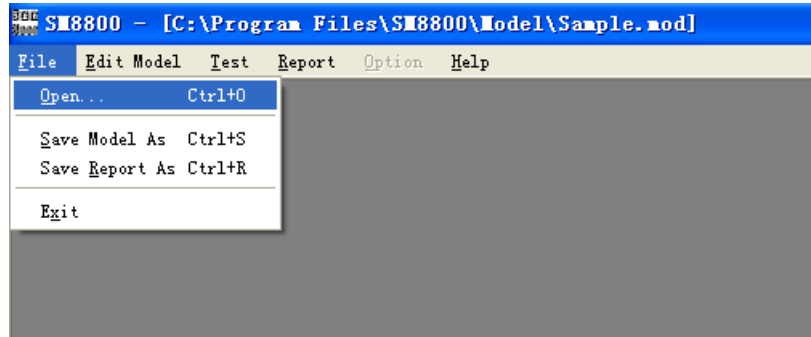 SM8800 - [C:\Program Files\SM8800\Model\Sample.mod]
File Edit Model Test Report Option Help
Open... Ctrl+O
Save Model As Ctrl+S
Save Report As Ctrl+R
Exit